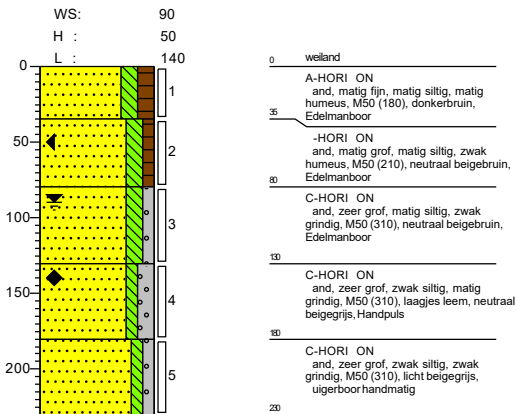 WS: 90
H : 50
L : 140
0
50
100
150
200
1
2
3
4
5
0 weiland
A-HORI ON
and, matig fijn, matig siltig, matig
humeus, M50 (180), donkerbruin,
Edelmanboor
35
-HORI ON
and, matig grof, matig siltig, zwak
humeus, M50 (210), neutraal beigebruin,
Edelmanboor
80
C-HORI ON
and, zeer grof, matig siltig, zwak
grindig, M50 (310), neutraal beigebruin,
Edelmanboor
130
C-HORI ON
and, zeer grof, zwak siltig, matig
grindig, M50 (310), laagjes leem, neutraal
beigegrijs, Handpuls
180
C-HORI ON
and, zeer grof, zwak siltig, zwak
grindig, M50 (310), licht beigegrijs,
uigerboor handmatig
230